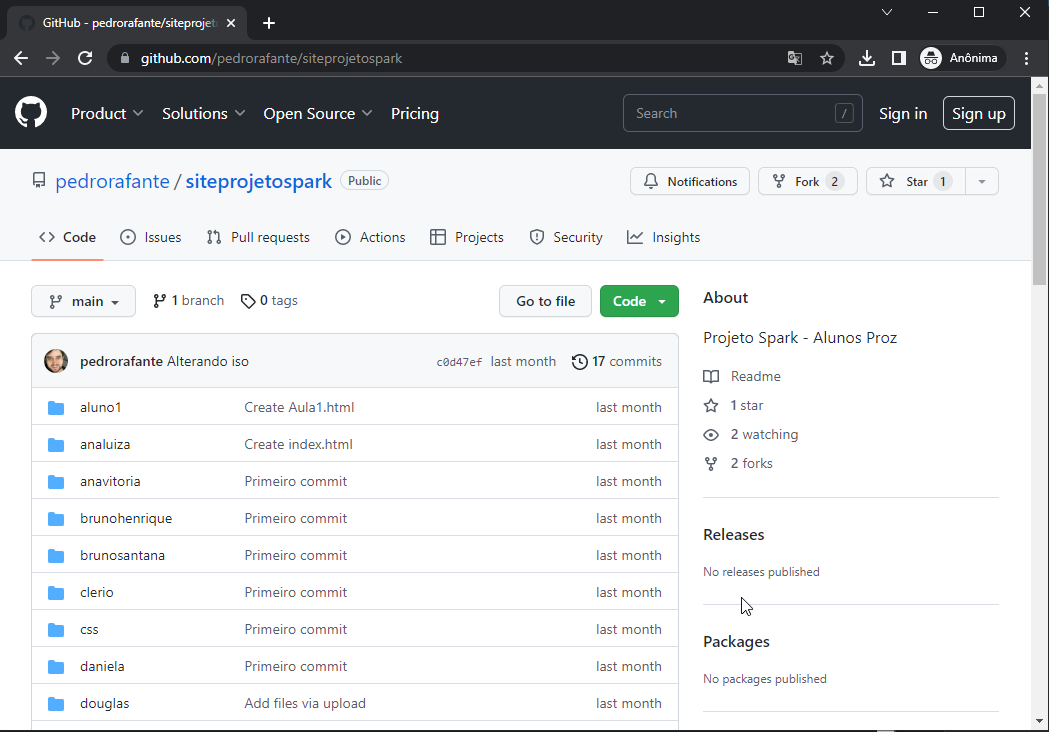 GitHub - pedrorafante/siteprojet
github.com/pedrorafante/siteprojetospark
Anônima
Product Solutions Open Source Pricing
Search /
Sign in
Sign up
pedrorafante / siteprojetospark Public
Notifications
Fork 2
Star 1
Code Issues Pull requests Actions Projects Security Insights
main 1 branch 0 tags
Go to file Code
pedrorafante Alterando iso c0d47ef last month 17 commits
aluno1 Create Aula1.html last month
analuiza Create index.html last month
anavitoria Primeiro commit last month
brunohenrique Primeiro commit last month
brunosantana Primeiro commit last month
clerio Primeiro commit last month
css Primeiro commit last month
daniela Primeiro commit last month
douglas Add files via upload last month
About
Projeto Spark - Alunos Proz
Readme
1 star
2 watching
2 forks
Releases
No releases published
Packages
No packages published